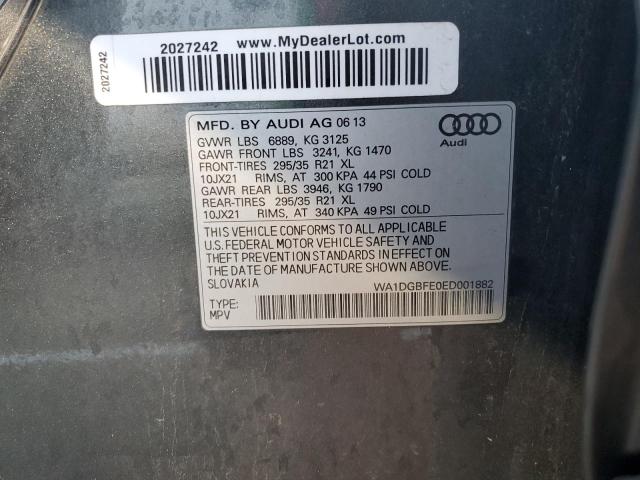 2027242 www.MyDealerLot.com
2027242
MFD. BY AUDI AG 06 13
GVWR LBS 6889, KG 3125
GAWR FRONT LBS 3241, KG 1470
FRONT-TIRES 295/35 R21 XL
10JX21 RIMS, AT 300 KPA 44 PSI COLD
GAWR REAR LBS 3946, KG 1790
REAR-TIRES 295/35 R21 XL
10JX21 RIMS, AT 340 KPA 49 PSI COLD
Audi
THIS VEHICLE CONFORMS TO ALL APPLICABLE
U.S. FEDERAL MOTOR VEHICLE SAFETY AND
THEFT PREVENTION STANDARDS IN EFFECT ON
THE DATE OF MANUFACTURE SHOWN ABOVE.
SLOVAKIA WA1DGBFE0ED001882
TYPE:
MPV